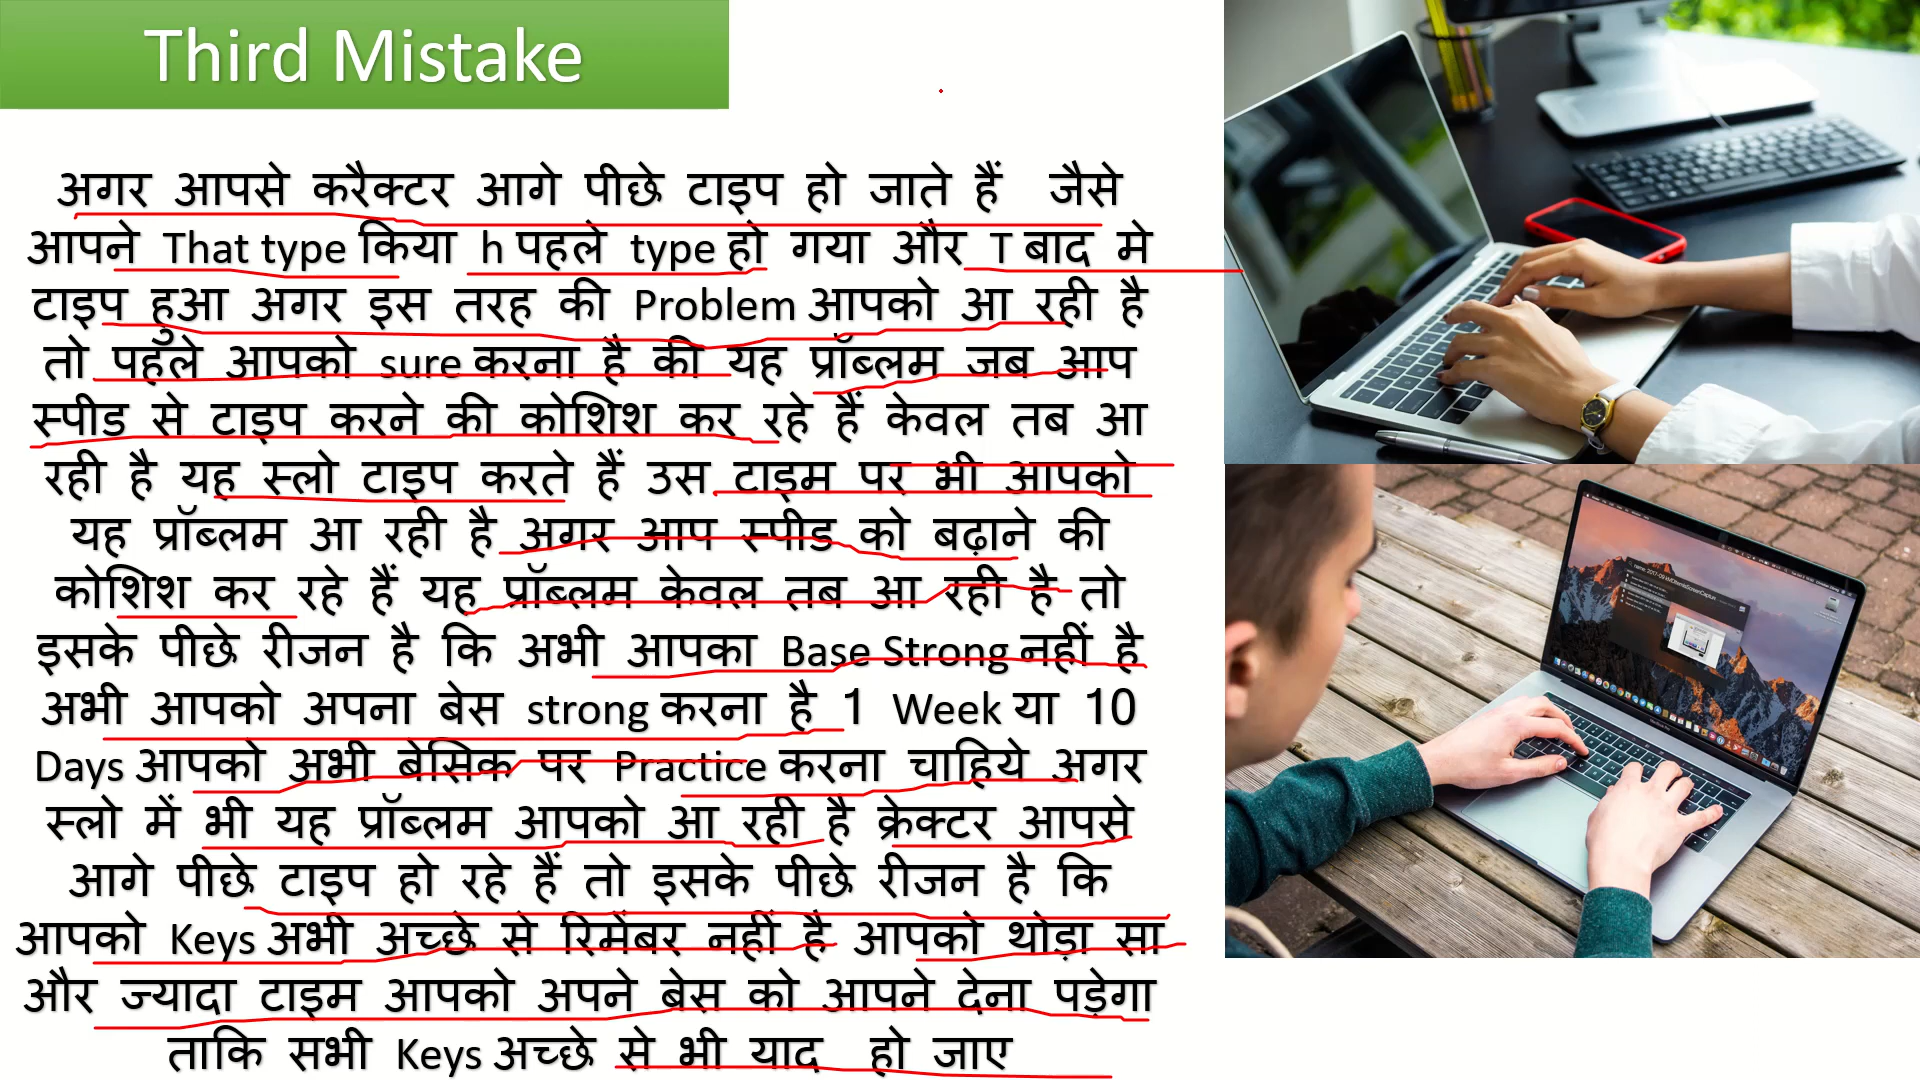 Third Mistake
अगर आपसे करैक्टर आगे पीछे टाइप हो जाते हैं जैसे
आपने That type किया h पहले type हो गया और T बाद मे
टाइप हुआ अगर इस तरह की Problem आपको आ रही है
तो पहले आपको sure करना है की यह प्रॉब्लम जब आप
स्पीड से टाइप करने की कोशिश कर रहे हैं केवल तब आ
रही है यह स्लो टाइप करते हैं उस टाइम पर भी आपको
यह प्रॉब्लम आ रही है अगर आप स्पीड को बढ़ाने की
कोशिश कर रहे हैं यह प्रॉब्लम केवल तब आ रही है तो
इसके पीछे रीजन है कि अभी आपका Base Strong नहीं है
अभी आपको अपना बेस strong करना है 1 Week या 10
Days आपको अभी बेसिक पर Practice करना चाहिये अगर
स्लो में भी यह प्रॉब्लम आपको आ रही है क्रेक्टर आपसे
आगे पीछे टाइप हो रहे हैं तो इसके पीछे रीजन है कि
आपको Keys अभी अच्छे से रिमेंबर नहीं है आपको थोड़ा सा
और ज्यादा टाइम आपको अपने बेस को आपने देना पड़ेगा
ताकि सभी Keys अच्छे से भी याद हो जाए